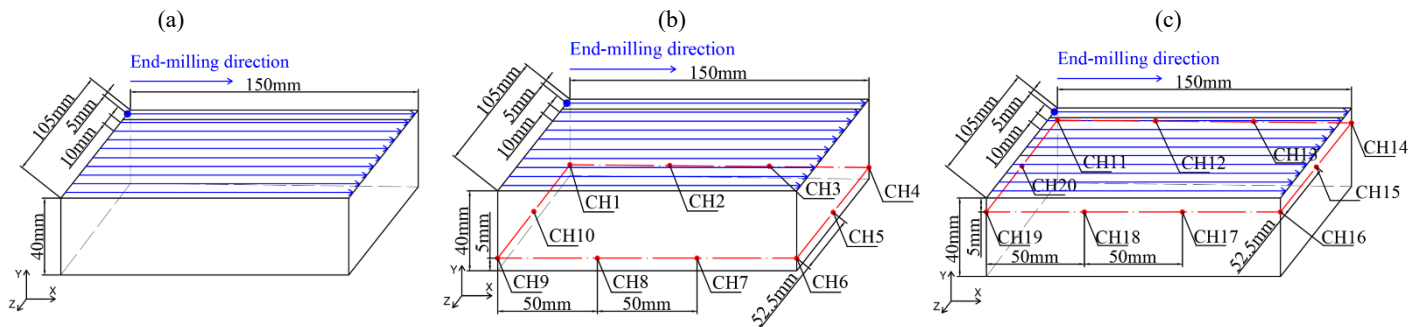 (a)
End-milling direction
150mm
105mm
5mm
10mm
40mm
Y
X
Z
(b)
End-milling direction
150mm
105mm
5mm
10mm
CH1
CH2
CH3
CH4
CH10
CH5
40mm
5mm
CH9
CH8
CH7
CH6
50mm
50mm
52.5mm
Y
X
Z
(c)
End-milling direction
150mm
105mm
5mm
10mm
CH11
CH12
CH13
CH14
CH20
CH15
40mm
5mm
CH19
CH18
CH17
CH16
50mm
50mm
52.5mm
Y
X
Z